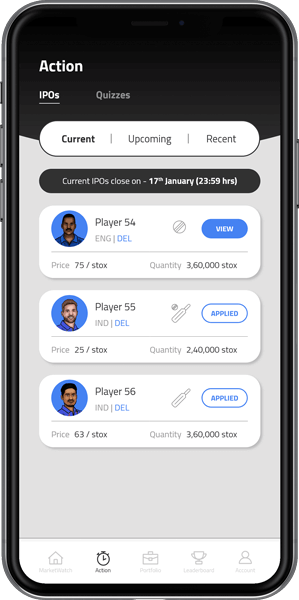 Action
IPOs Quizzes
Current | Upcoming | Recent
Current IPOs close on - 17th January (23:59 hrs)
Player 54
ENG | DEL
VIEW
Price 75 / stox Quantity 3,60,000 stox
Player 55
IND | DEL
APPLIED
Price 25 / stox Quantity 2,40,000 stox
Player 56
IND | DEL
APPLIED
Price 63 / stox Quantity 3,60,000 stox
MarketWatch Action Portfolio Leaderboard Account